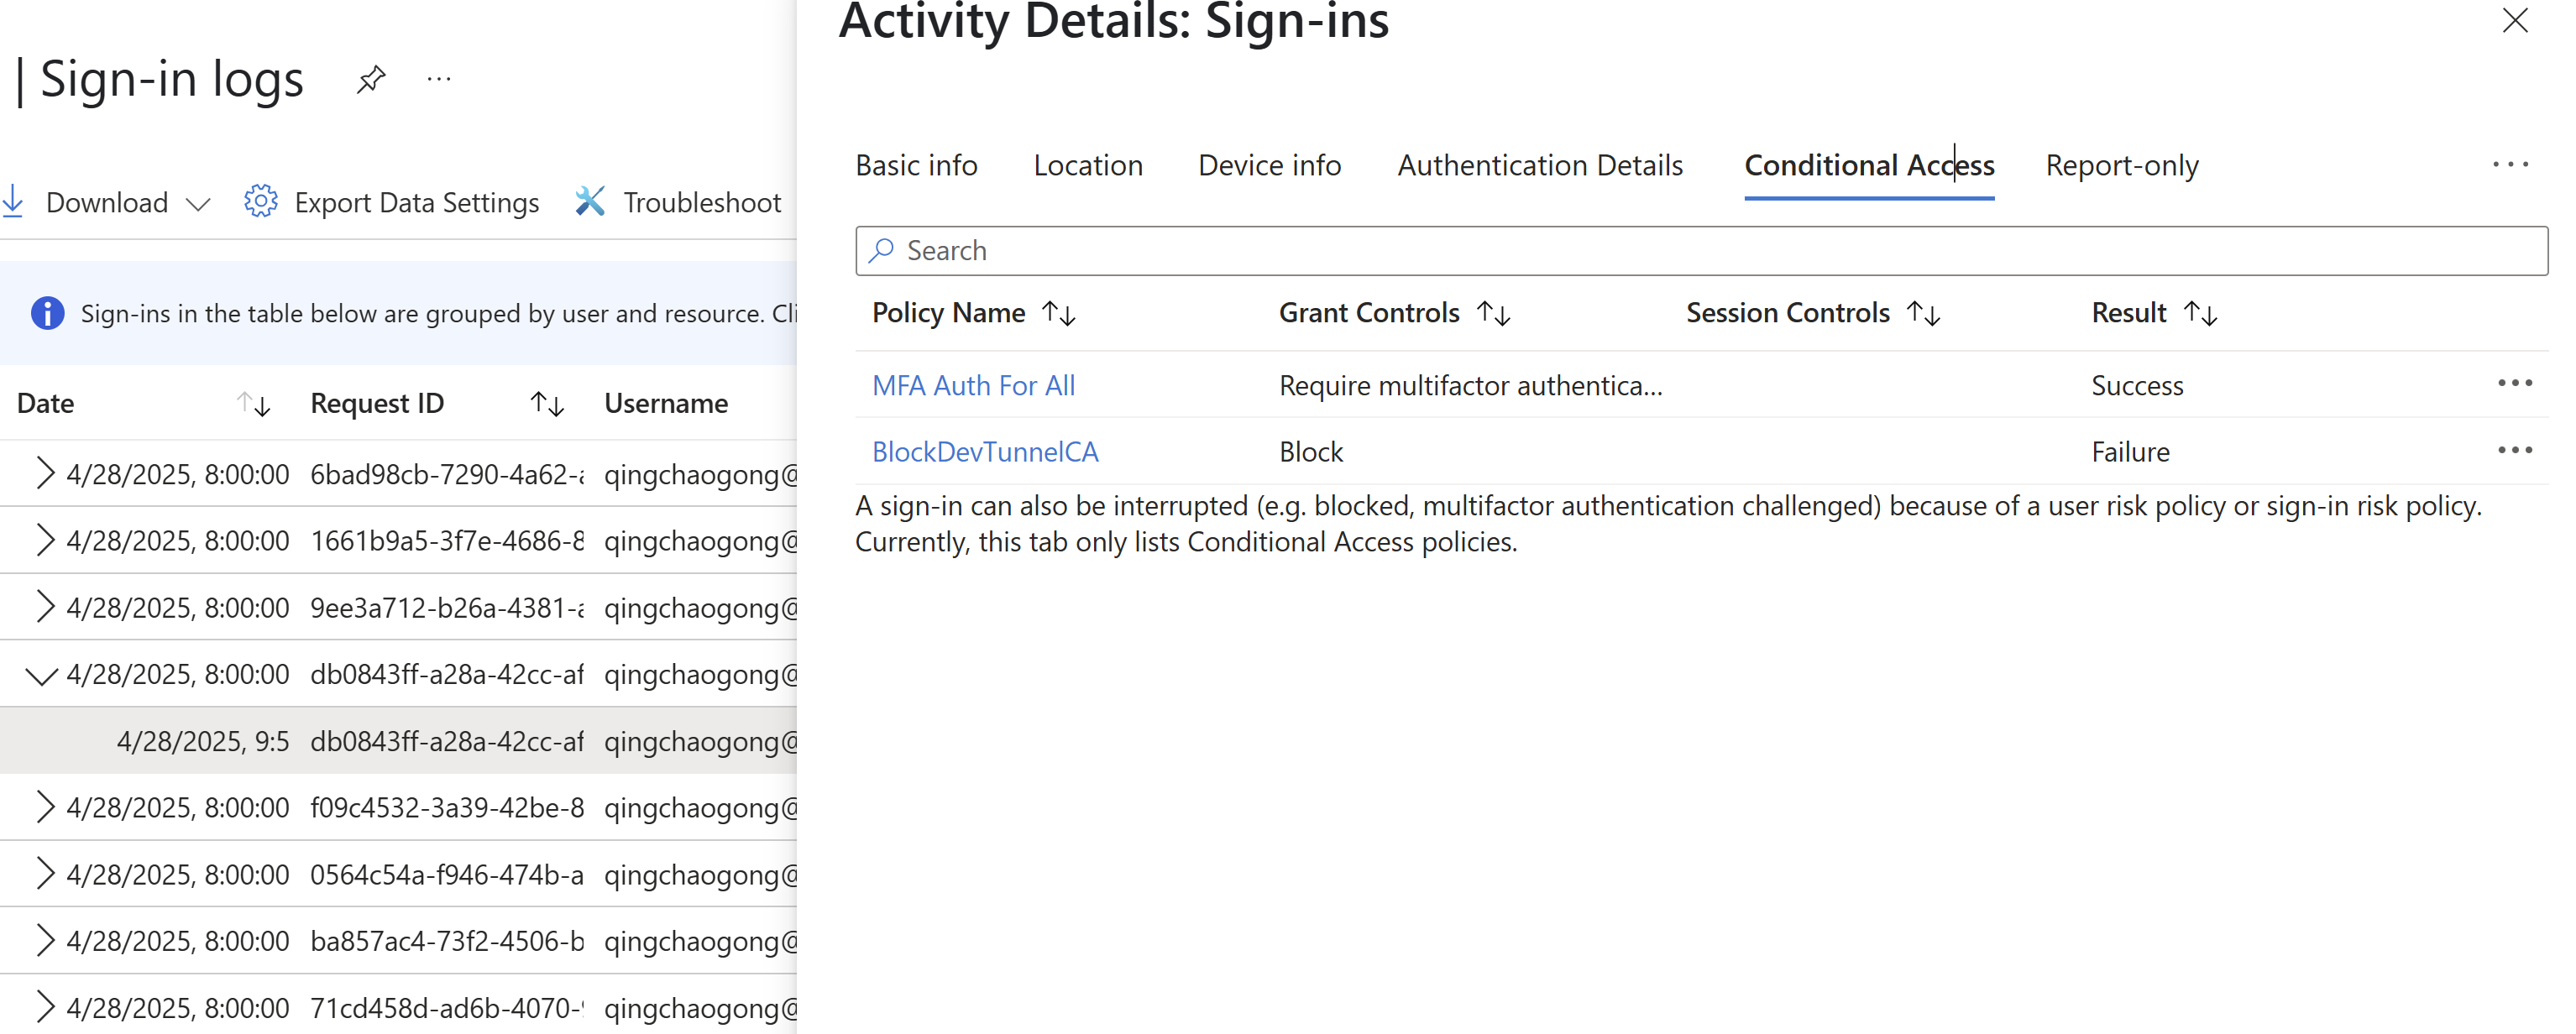 Activity Details: Sign-ins
| Sign-in logs
Basic info Location Device info Authentication Details Conditional Access Report-only
Download Export Data Settings Troubleshoot
Search
Sign-ins in the table below are grouped by user and resource. Cli
Policy Name Grant Controls Session Controls Result
MFA Auth For All Require multifactor authentica... Success
BlockDevTunnelCA Block Failure
A sign-in can also be interrupted (e.g. blocked, multifactor authentication challenged) because of a user risk policy or sign-in risk policy.
Currently, this tab only lists Conditional Access policies.
Date Request ID Username
4/28/2025, 8:00:00 6bad98cb-7290-4a62-a qingchaogong@
4/28/2025, 8:00:00 1661b9a5-3f7e-4686-8 qingchaogong@
4/28/2025, 8:00:00 9ee3a712-b26a-4381-a qingchaogong@
4/28/2025, 8:00:00 db0843ff-a28a-42cc-af qingchaogong@
4/28/2025, 9:5 db0843ff-a28a-42cc-af qingchaogong@
4/28/2025, 8:00:00 f09c4532-3a39-42be-8 qingchaogong@
4/28/2025, 8:00:00 0564c54a-f946-474b-a qingchaogong@
4/28/2025, 8:00:00 ba857ac4-73f2-4506-b qingchaogong@
4/28/2025, 8:00:00 71cd458d-ad6b-4070-9 qingchaogong@